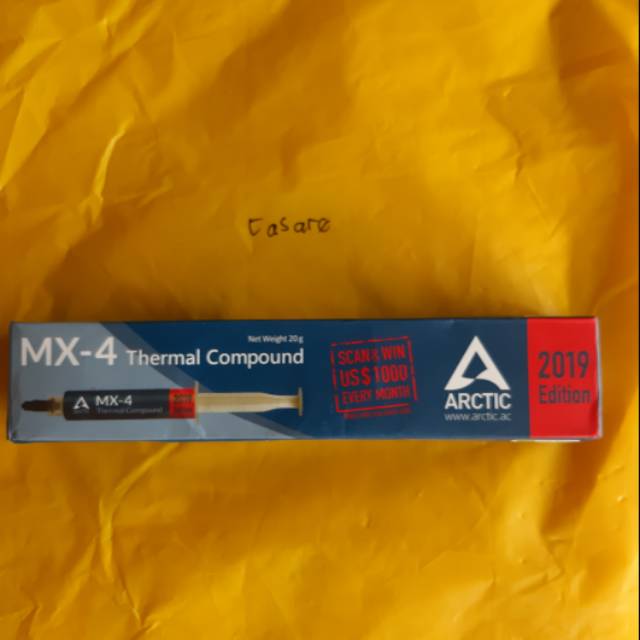 Casare
Net Weight 20g
MX-4 Thermal Compound
MX-4
Thermal Compound
SCAN & WIN
US$1000
EVERY MONTH
ARCTIC
www.arctic.ac
2019
Edition